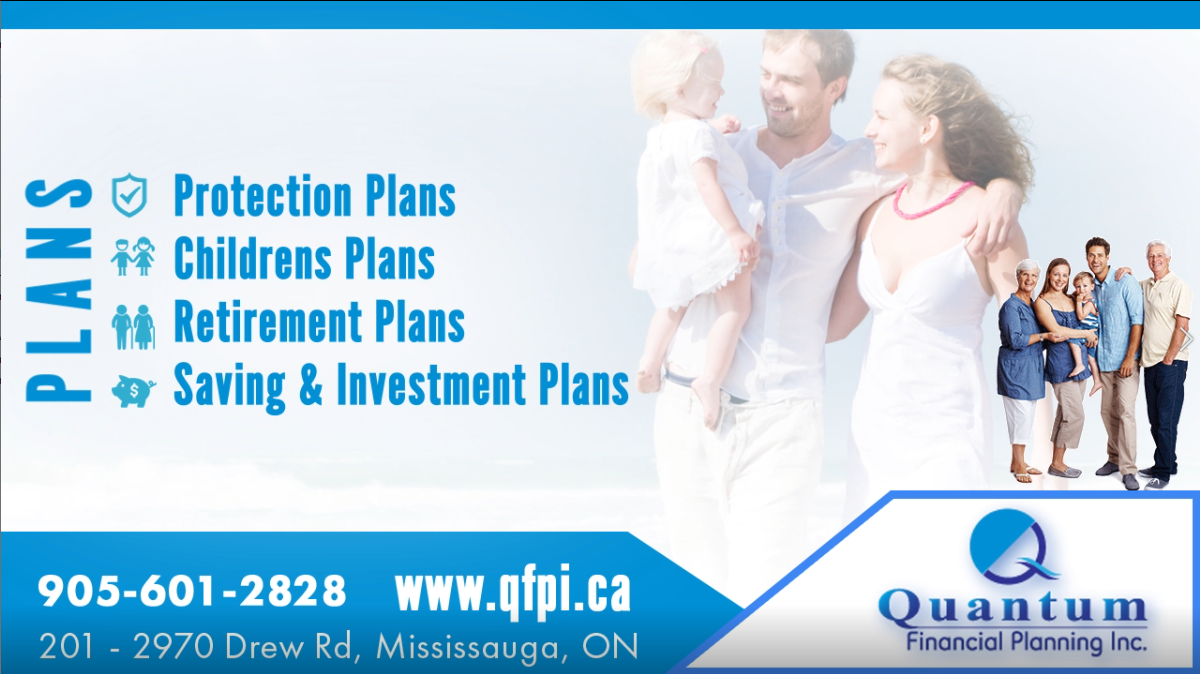 PLANS
Protection Plans
Childrens Plans
Retirement Plans
$ Saving & Investment Plans
905-601-2828 www.qfpi.ca
201 - 2970 Drew Rd, Mississauga, ON
Quantum
Financial Planning Inc.